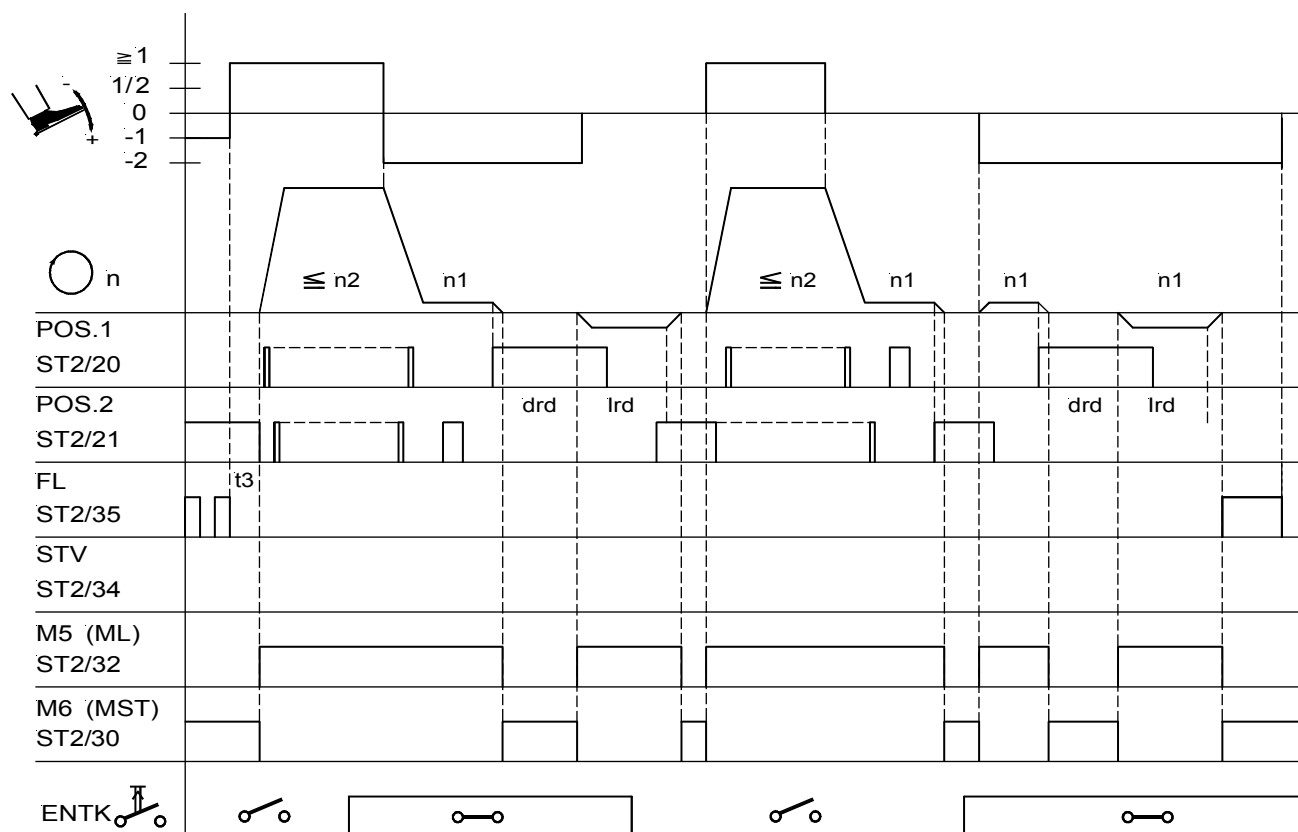 ≧ 1
1/2
0
-1
-2
-
+
n
≦ n2
n1
≦ n2
n1
n1
n1
POS.1
ST2/20
POS.2
drd
lrd
drd
lrd
ST2/21
FL
t3
ST2/35
STV
ST2/34
M5 (ML)
ST2/32
M6 (MST)
ST2/30
ENTK